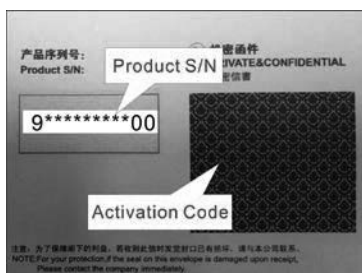 产品序列号:
Product S/N:
Product S/N
密函件
PRIVATE&CONFIDENTIAL
密信書
9*********00
Activation Code
注意: 为了保障阁下的利益, 若收到此信时发觉封口已有损坏, 请与本公司联系。
NOTE:For your protection,if the seal on this envelope is damaged upon receipt,
Please contact the company immediately.